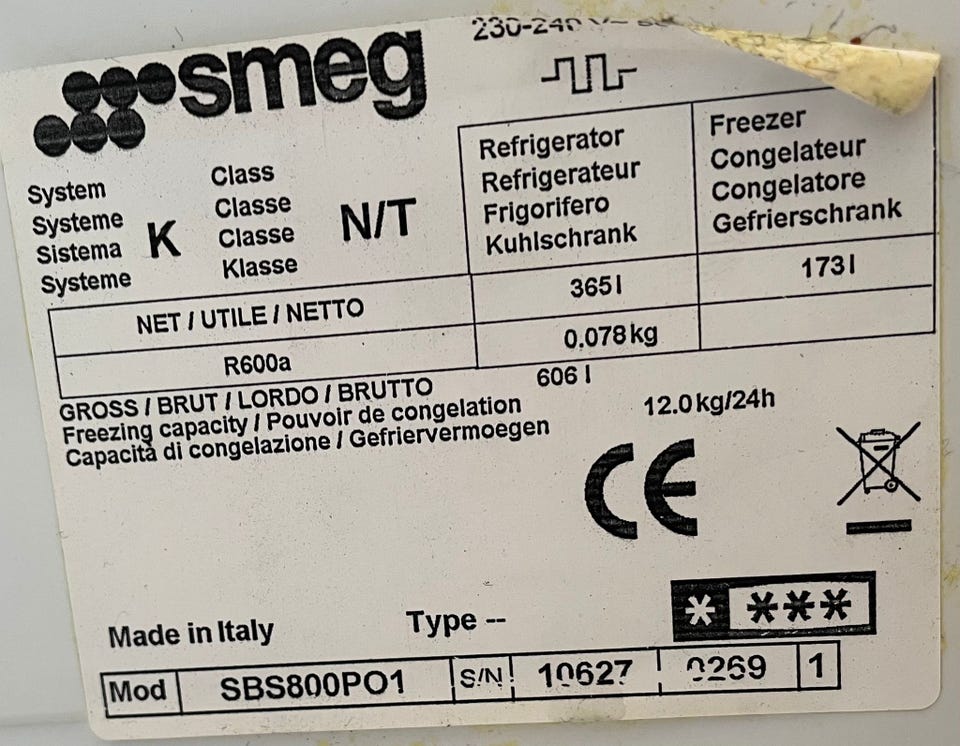 smeg
230-240 V~
System
Systeme
Sistema
Systeme
K
Class
Classe
Classe
Klasse
N/T
Refrigerator
Refrigerateur
Frigorifero
Kuhlschrank
Freezer
Congelateur
Congelatore
Gefrierschrank
NET / UTILE / NETTO 365 l 173 l
R600a 0.078 kg
GROSS / BRUT / LORDO / BRUTTO 606 l
Freezing capacity / Pouvoir de congelation 12.0 kg/24h
Capacità di congelazione / Gefriervermoegen
CE
Made in Italy Type --
* ***
Mod SBS800PO1 S/N 10627 0269 1